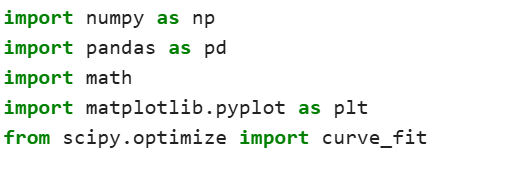 import numpy as np
import pandas as pd
import math
import matplotlib.pyplot as plt
from scipy.optimize import curve_fit